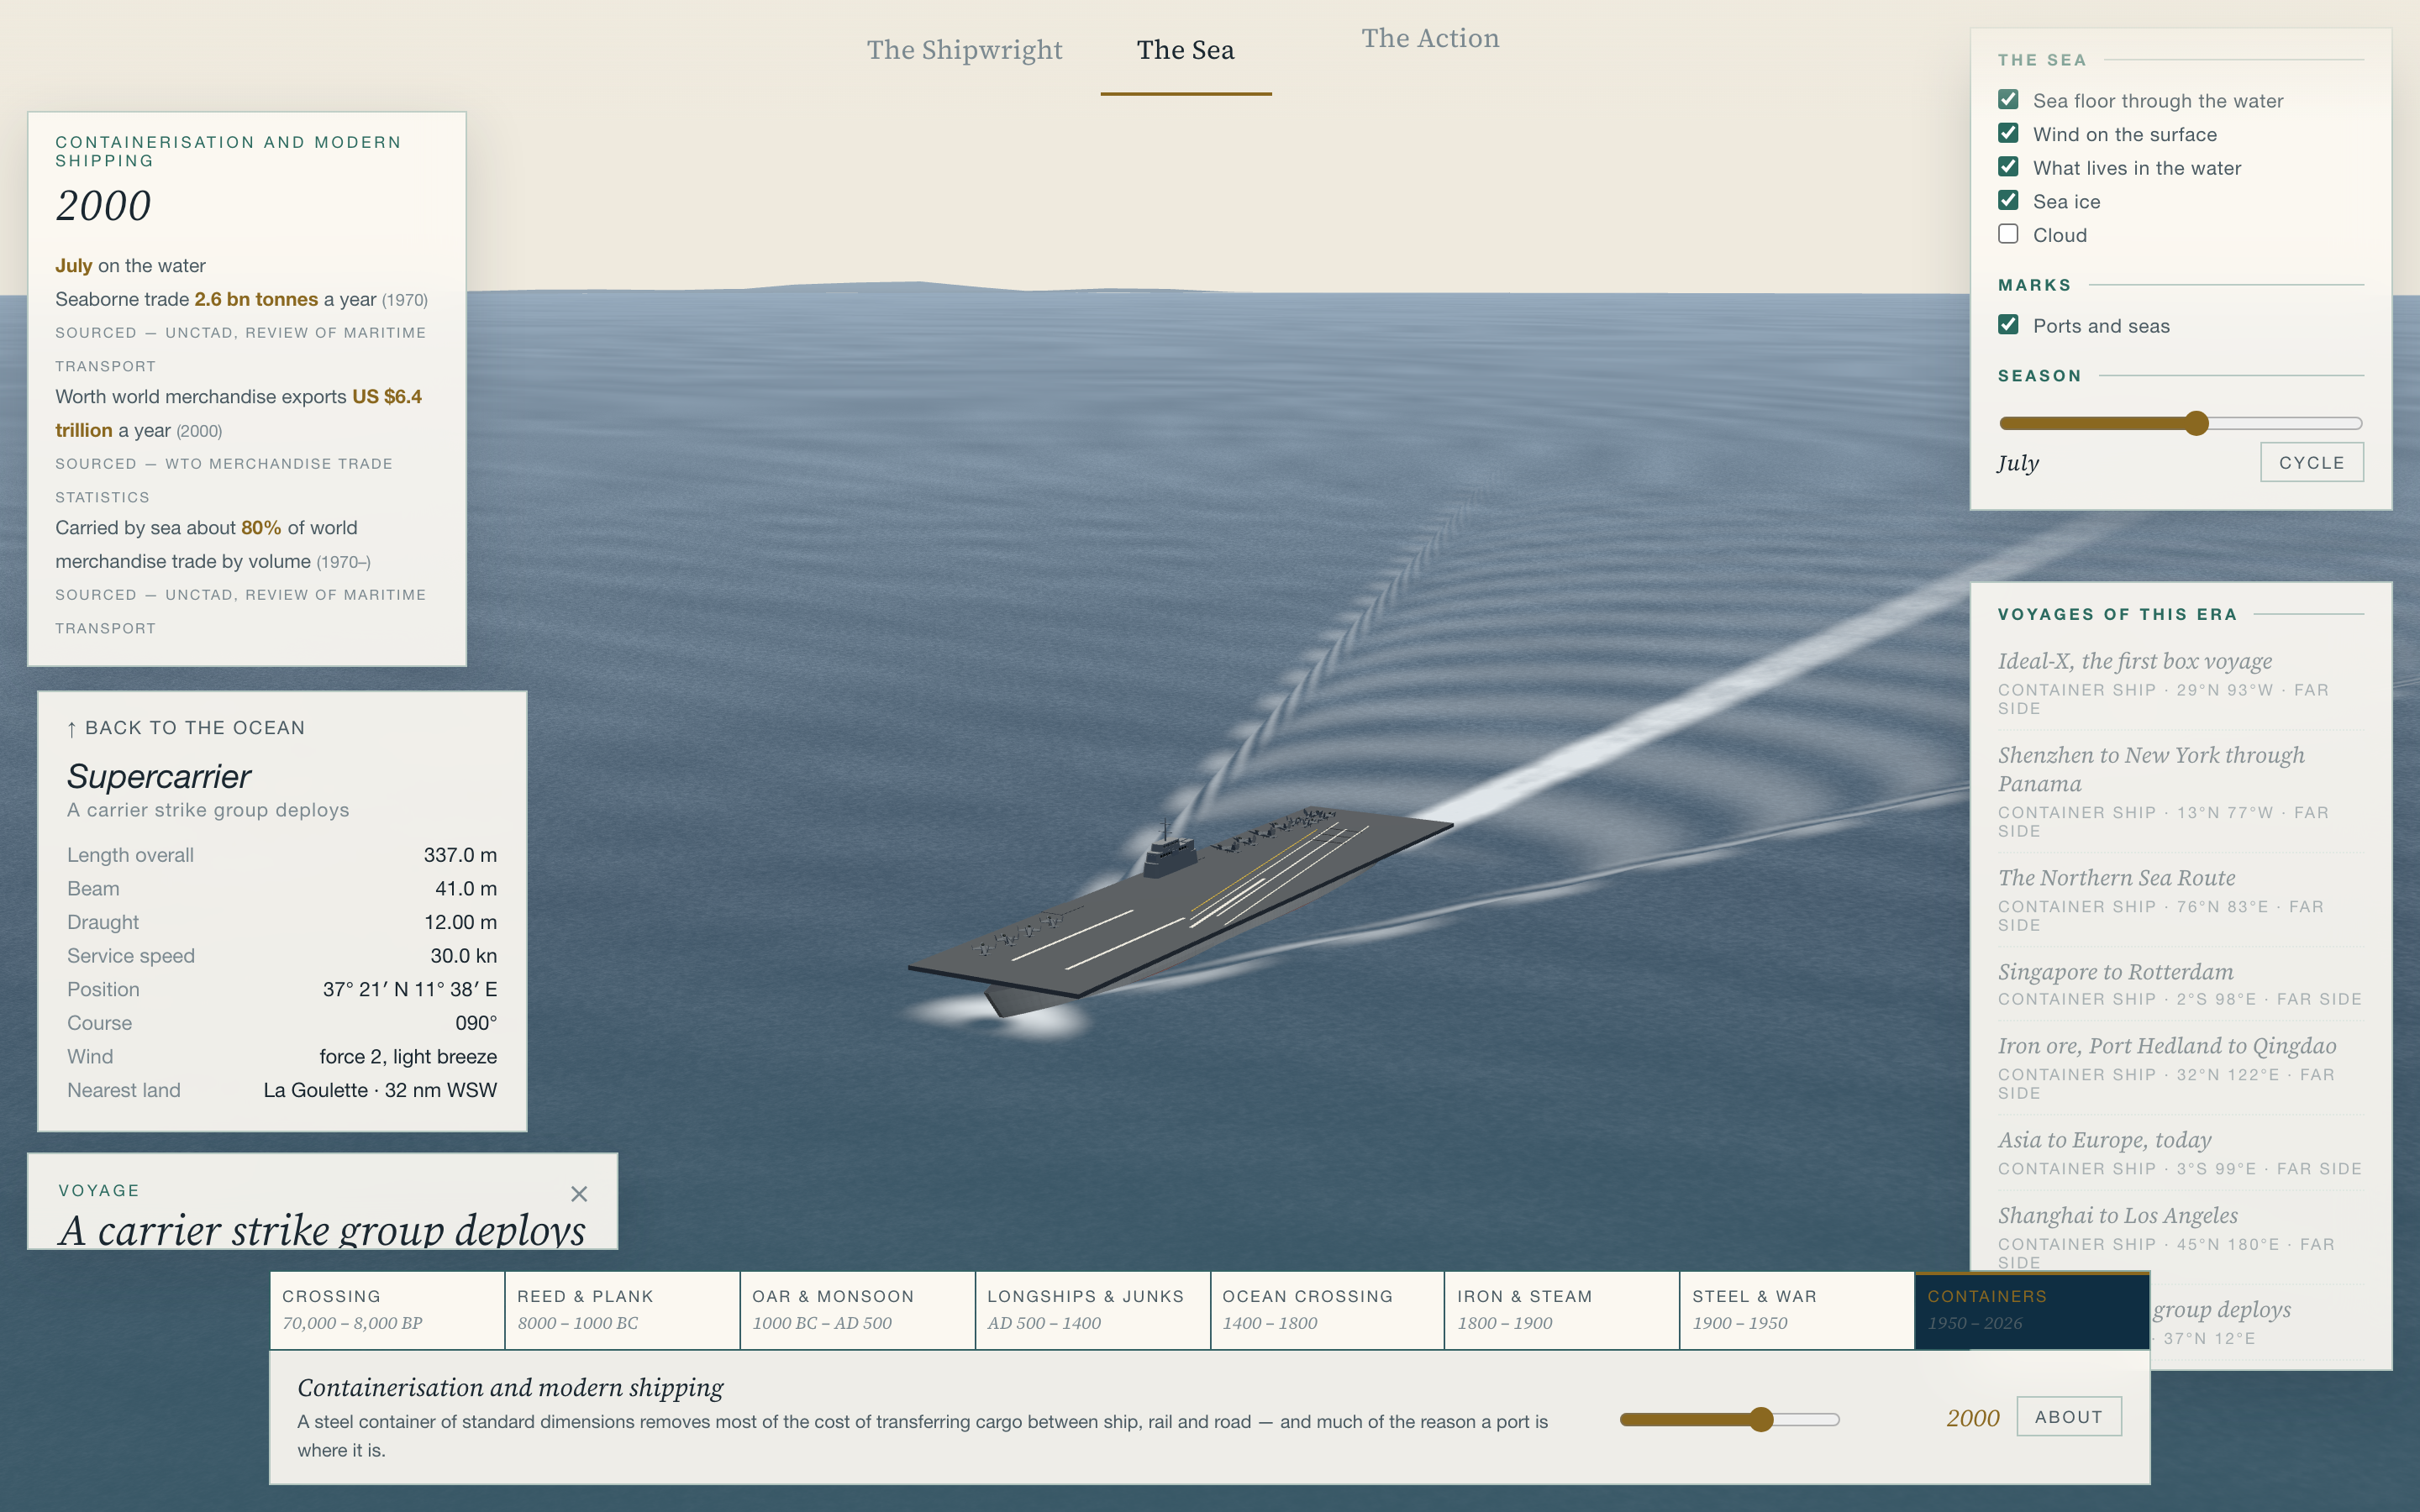 The Shipwright
The Sea
The Action
CONTAINERISATION AND MODERN
SHIPPING
2000
July on the water
Seaborne trade 2.6 bn tonnes a year (1970)
SOURCED — UNCTAD, REVIEW OF MARITIME
TRANSPORT
Worth world merchandise exports US $6.4
trillion a year (2000)
SOURCED — WTO MERCHANDISE TRADE
STATISTICS
Carried by sea about 80% of world
merchandise trade by volume (1970–)
SOURCED — UNCTAD, REVIEW OF MARITIME
TRANSPORT
↑ BACK TO THE OCEAN
Supercarrier
A carrier strike group deploys
Length overall 337.0 m
Beam 41.0 m
Draught 12.00 m
Service speed 30.0 kn
Position 37° 21′ N 11° 38′ E
Course 090°
Wind force 2, light breeze
Nearest land La Goulette · 32 nm WSW
VOYAGE
A carrier strike group deploys
THE SEA
Sea floor through the water
Wind on the surface
What lives in the water
Sea ice
Cloud
MARKS
Ports and seas
SEASON
July CYCLE
VOYAGES OF THIS ERA
Ideal-X, the first box voyage
CONTAINER SHIP · 29°N 93°W · FAR
SIDE
Shenzhen to New York through
Panama
CONTAINER SHIP · 13°N 77°W · FAR
SIDE
The Northern Sea Route
CONTAINER SHIP · 76°N 83°E · FAR
SIDE
Singapore to Rotterdam
CONTAINER SHIP · 2°S 98°E · FAR SIDE
Iron ore, Port Hedland to Qingdao
CONTAINER SHIP · 32°N 122°E · FAR
SIDE
Asia to Europe, today
CONTAINER SHIP · 3°S 99°E · FAR SIDE
Shanghai to Los Angeles
CONTAINER SHIP · 45°N 180°E · FAR
SIDE
group deploys
· 37°N 12°E
CROSSING
70,000 – 8,000 BP
REED & PLANK
8000 – 1000 BC
OAR & MONSOON
1000 BC – AD 500
LONGSHIPS & JUNKS
AD 500 – 1400
OCEAN CROSSING
1400 – 1800
IRON & STEAM
1800 – 1900
STEEL & WAR
1900 – 1950
CONTAINERS
1950 – 2026
Containerisation and modern shipping
A steel container of standard dimensions removes most of the cost of transferring cargo between ship, rail and road — and much of the reason a port is
where it is.
2000 ABOUT